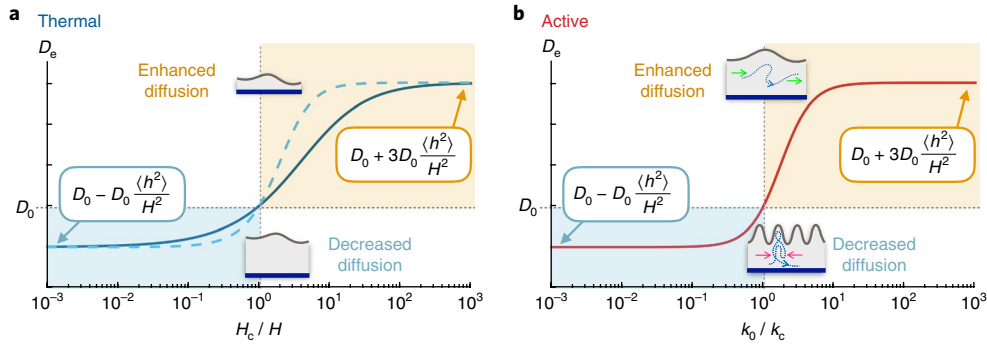 a Thermal
D_e
Enhanced
diffusion
D_0 + 3D_0 ⟨h^2⟩/H^2
D_0 − D_0 ⟨h^2⟩/H^2
D_0
Decreased
diffusion
10^−3 10^−2 10^−1 10^0 10^1 10^2 10^3
H_c / H
b Active
D_e
Enhanced
diffusion
D_0 + 3D_0 ⟨h^2⟩/H^2
D_0 − D_0 ⟨h^2⟩/H^2
D_0
Decreased
diffusion
10^−3 10^−2 10^−1 10^0 10^1 10^2 10^3
k_0 / k_c